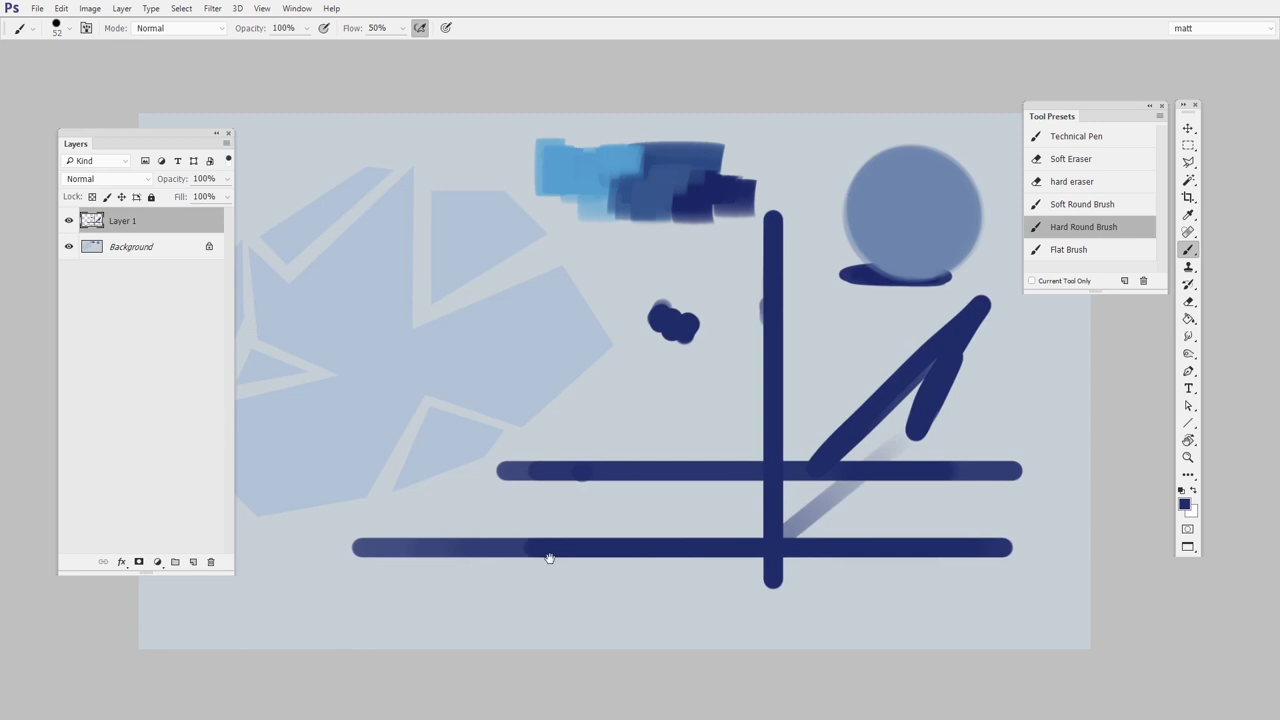 Ps File Edit Image Layer Type Select Filter 3D View Window Help
52 Mode: Normal Opacity: 100% Flow: 50% matt
Layers
Kind
Normal Opacity: 100%
Lock: Fill: 100%
Layer 1
Background
fx
Tool Presets
Technical Pen
Soft Eraser
hard eraser
Soft Round Brush
Hard Round Brush
Flat Brush
Current Tool Only
T